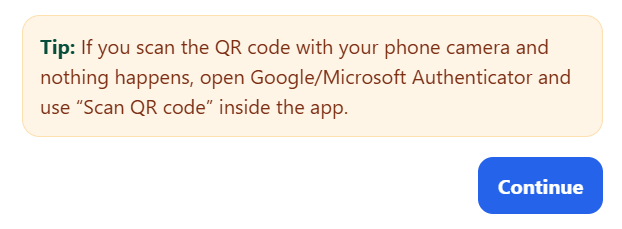 Tip: If you scan the QR code with your phone camera and
nothing happens, open Google/Microsoft Authenticator and
use “Scan QR code” inside the app.
Continue